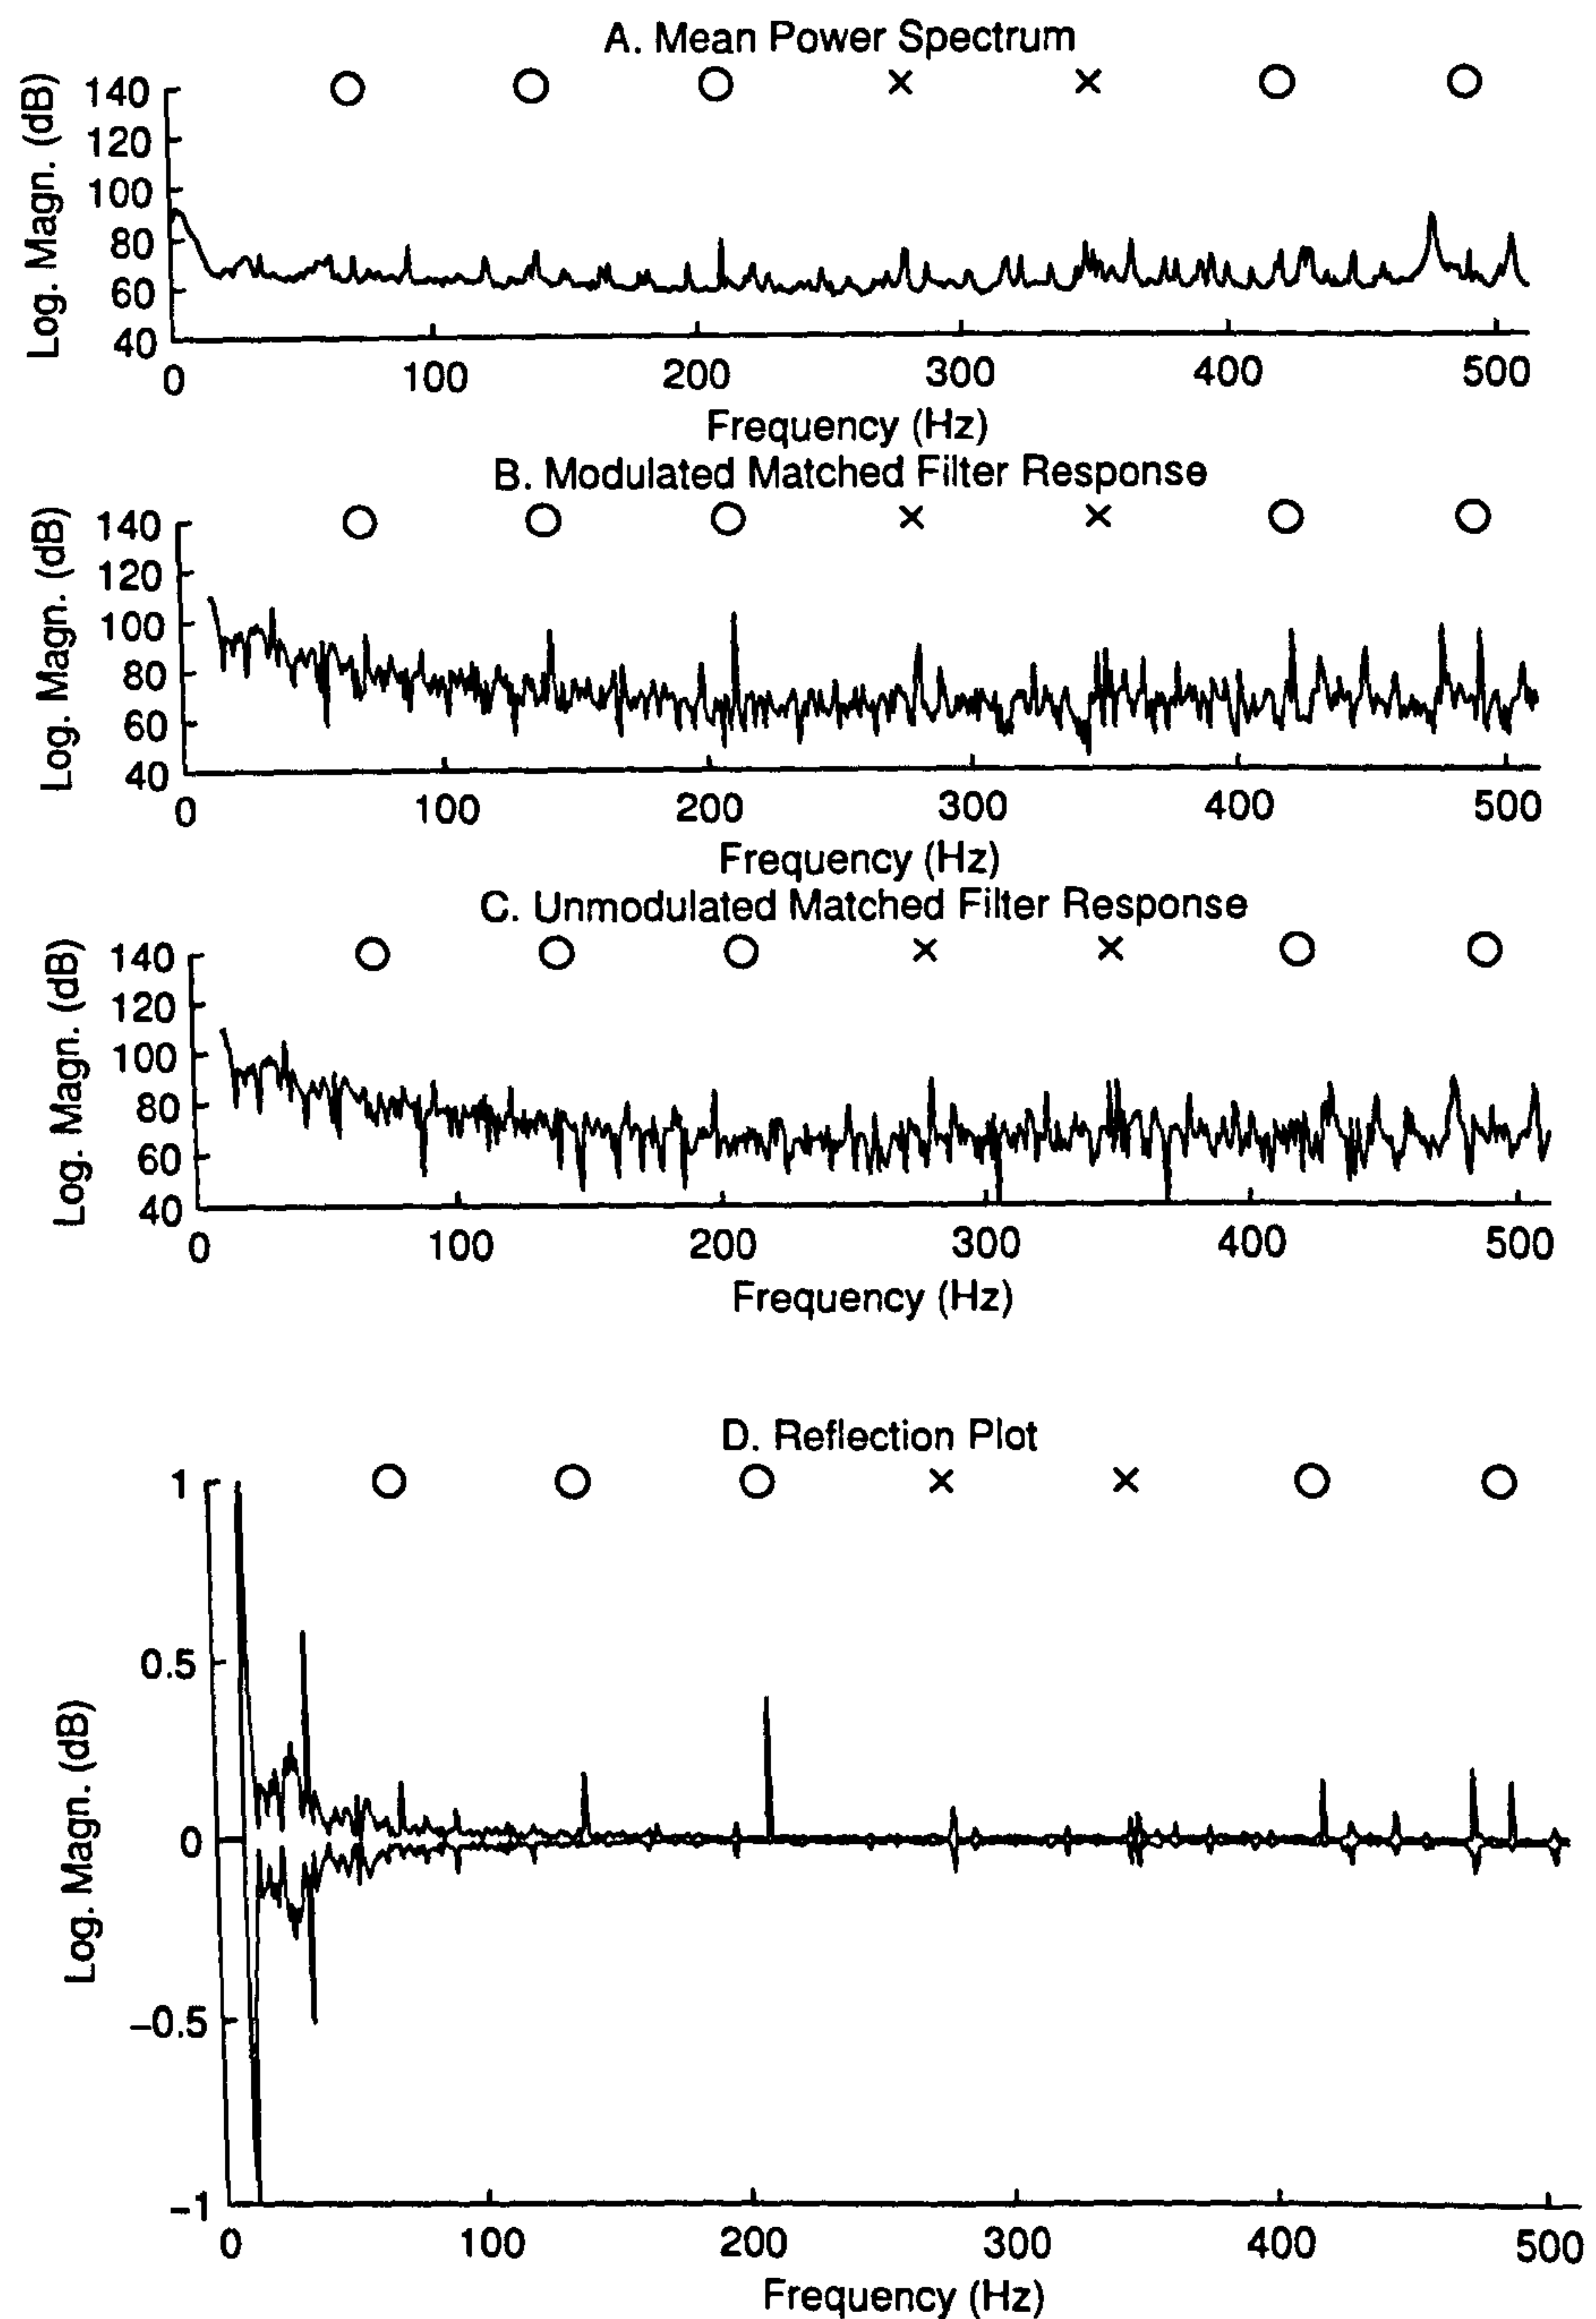 A. Mean Power Spectrum
Log. Magn. (dB)
140
120
100
80
60
40
0 100 200 300 400 500
Frequency (Hz)
B. Modulated Matched Filter Response
Log. Magn. (dB)
140
120
100
80
60
40
0 100 200 300 400 500
Frequency (Hz)
C. Unmodulated Matched Filter Response
Log. Magn. (dB)
140
120
100
80
60
40
0 100 200 300 400 500
Frequency (Hz)
D. Reflection Plot
Log. Magn. (dB)
1
0.5
0
−0.5
−1
0 100 200 300 400 500
Frequency (Hz)